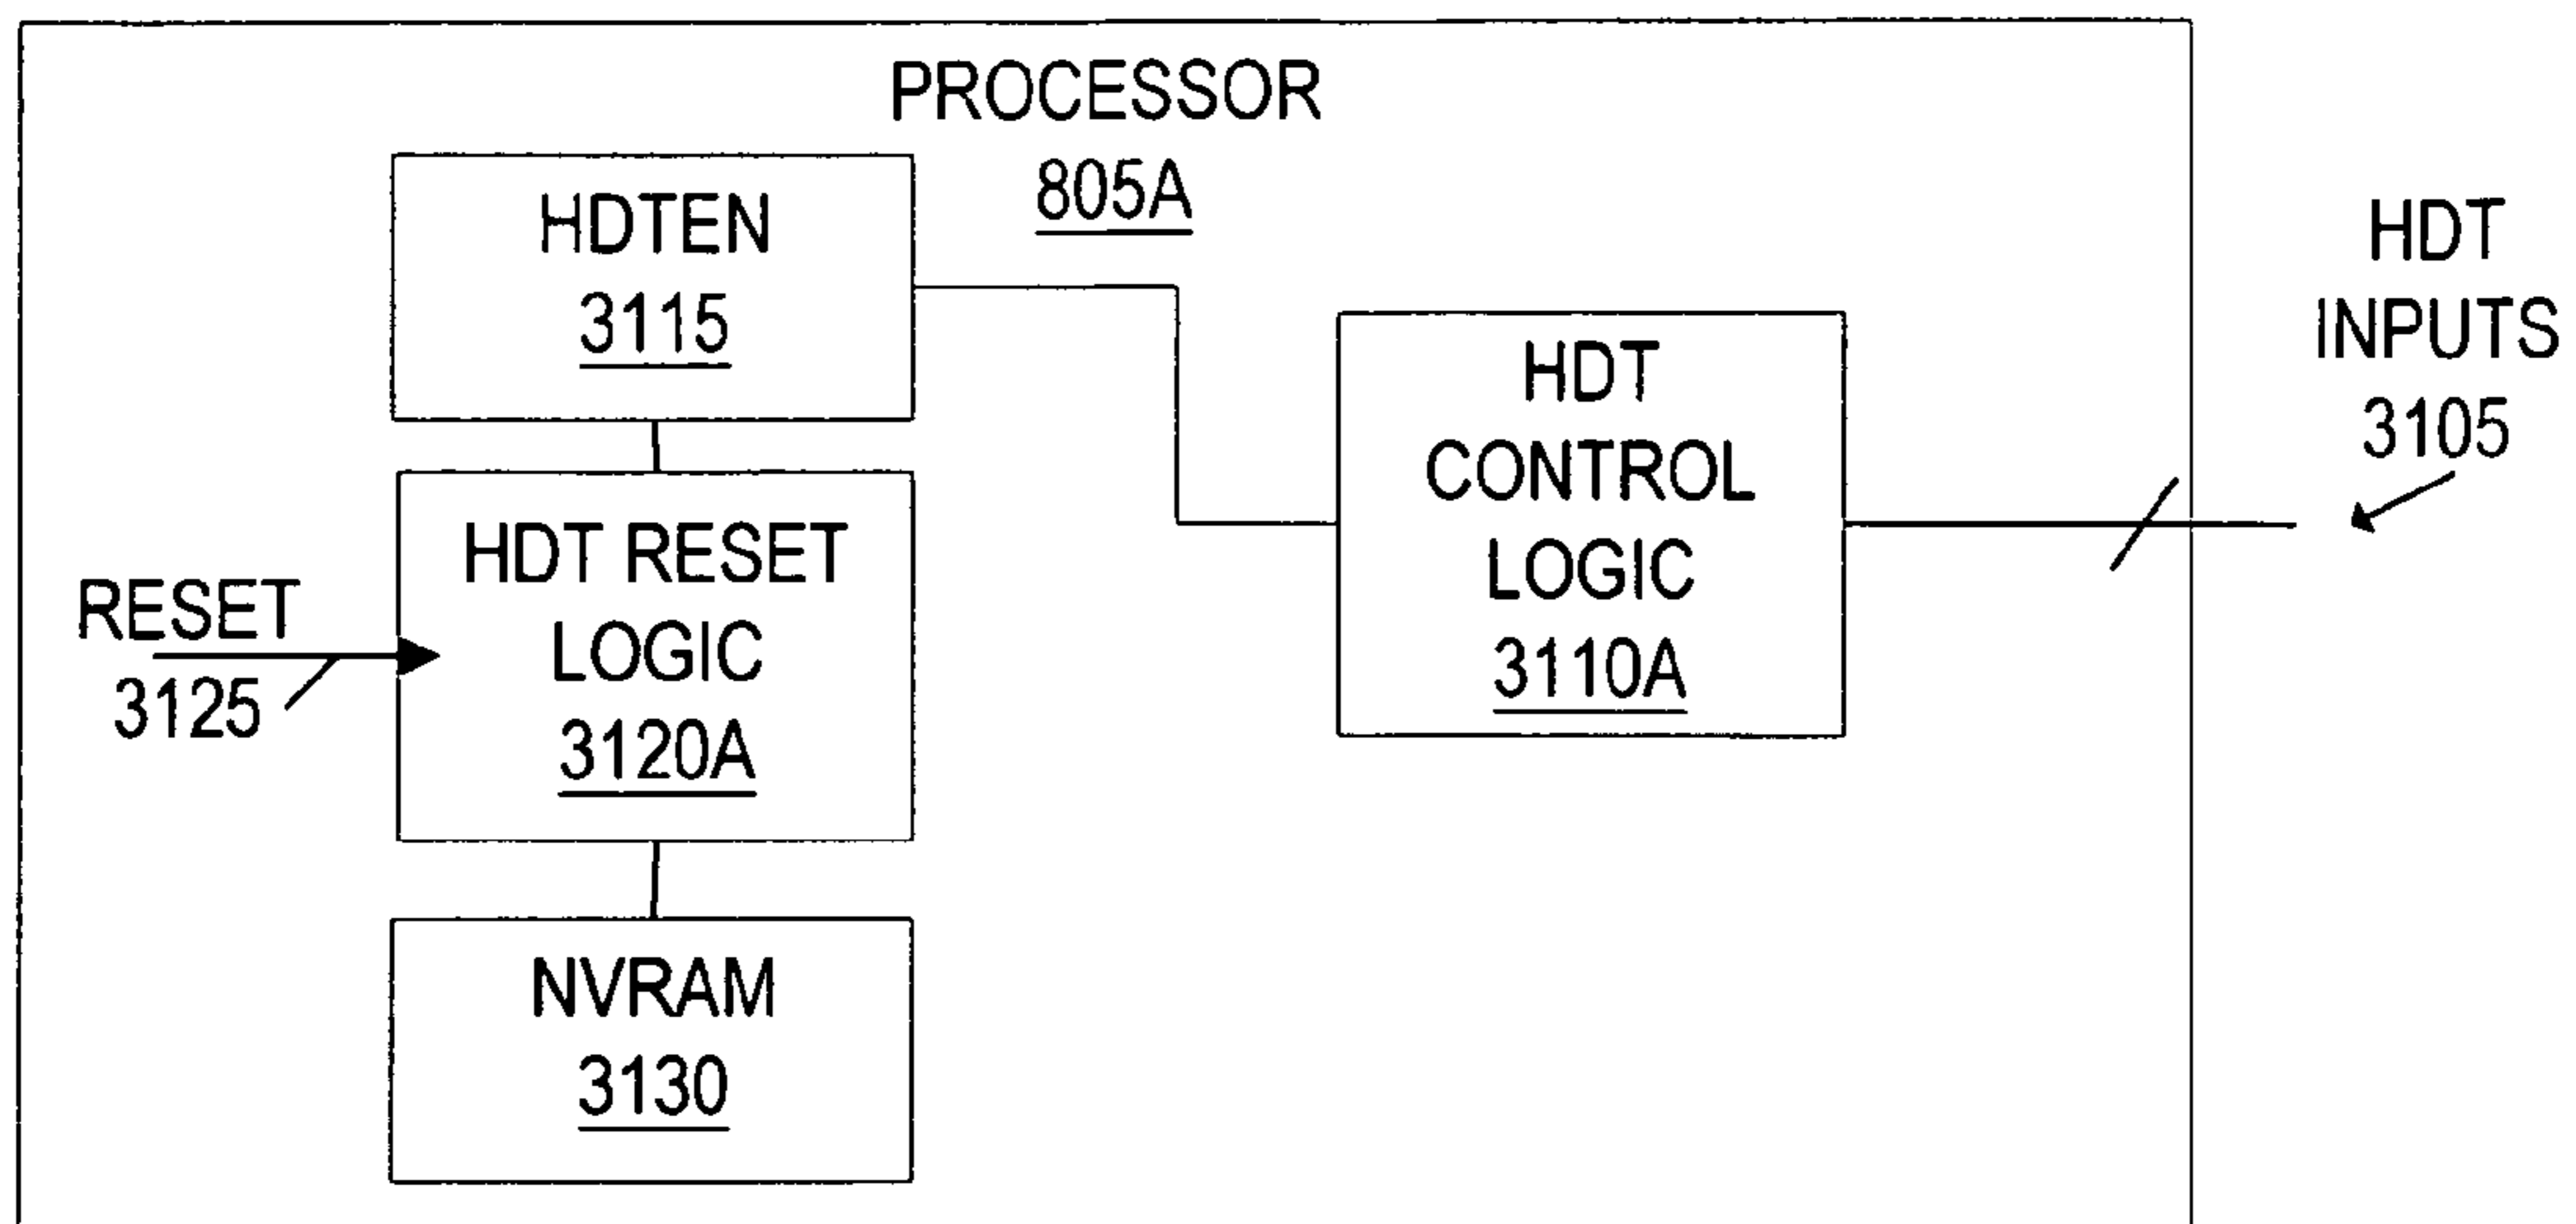 PROCESSOR
805A
HDTEN
3115
HDT RESET
LOGIC
3120A
RESET
3125
NVRAM
3130
HDT
CONTROL
LOGIC
3110A
HDT
INPUTS
3105